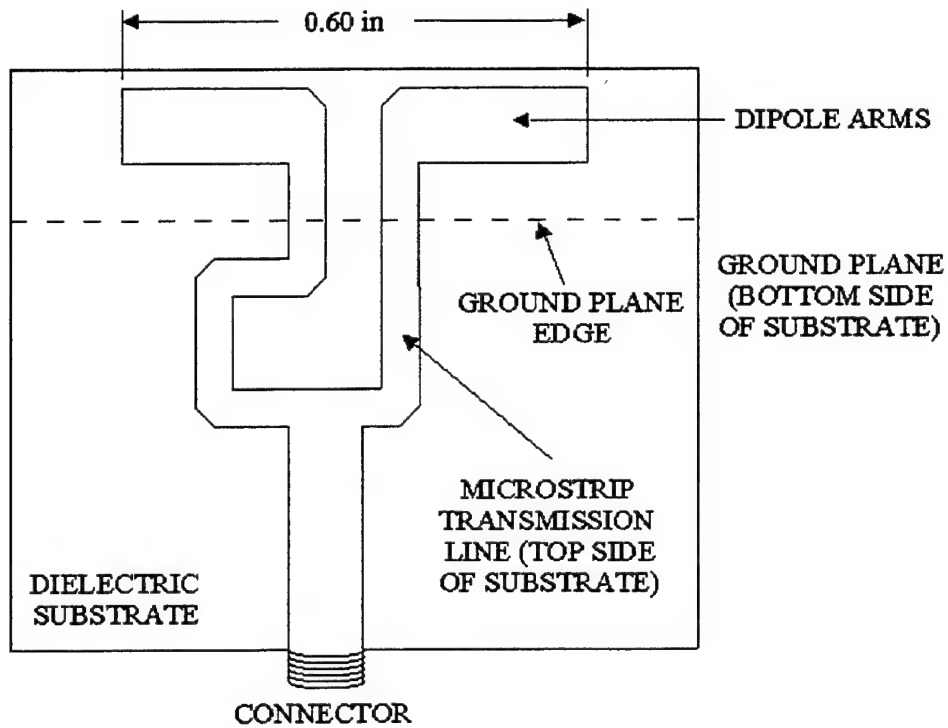 0.60 in
DIPOLE ARMS
GROUND PLANE
EDGE
GROUND PLANE
(BOTTOM SIDE
OF SUBSTRATE)
MICROSTRIP
TRANSMISSION
LINE (TOP SIDE
OF SUBSTRATE)
DIELECTRIC
SUBSTRATE
CONNECTOR